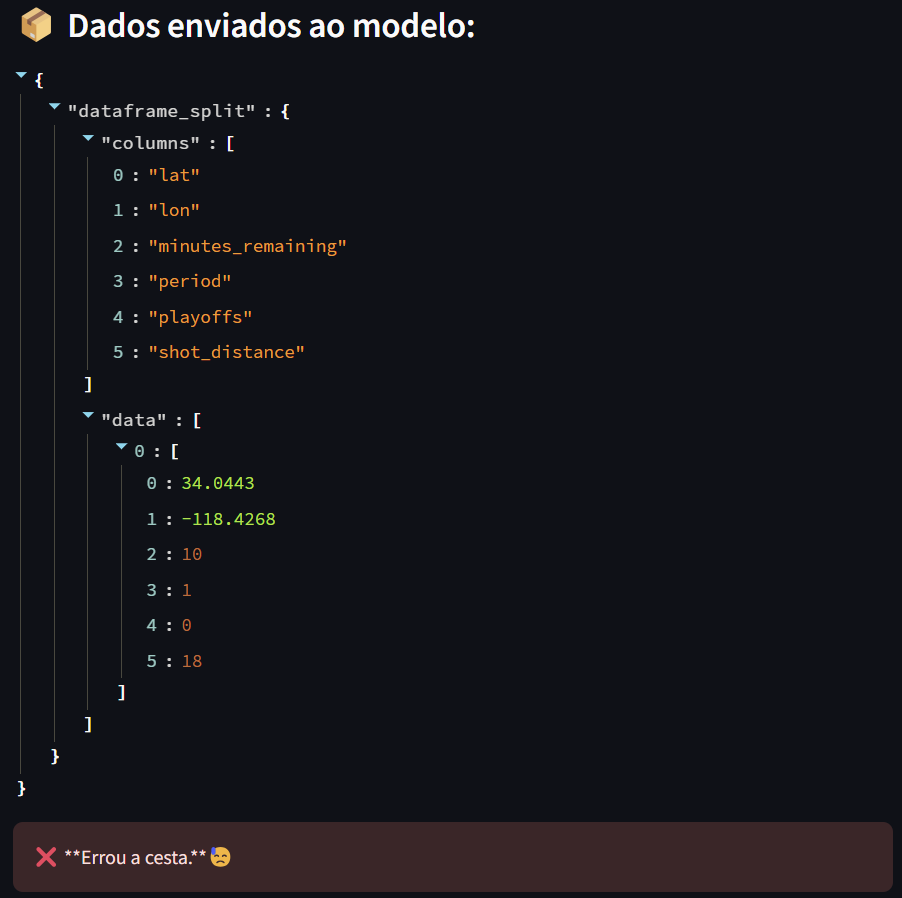 📦 Dados enviados ao modelo:
{
"dataframe_split" : {
"columns" : [
0 : "lat"
1 : "lon"
2 : "minutes_remaining"
3 : "period"
4 : "playoffs"
5 : "shot_distance"
]
"data" : [
0 : [
0 : 34.0443
1 : -118.4268
2 : 10
3 : 1
4 : 0
5 : 18
]
]
}
}
❌ **Errou a cesta.** 😓